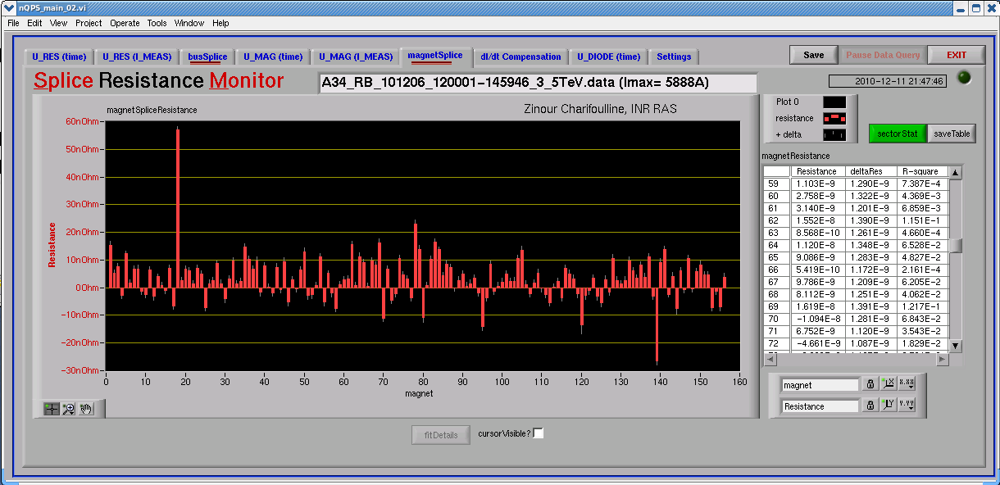 nQPS_main_02.vi
File Edit View Project Operate Tools Window Help
U_RES (time) U_RES (I_MEAS) busSplice U_MAG (time) U_MAG (I_MEAS) magnetSplice dI/dt Compensation U_DIODE (time) Settings
Save Pause Data Query EXIT
Splice Resistance Monitor
A34_RB_101206_120001-145946_3_5TeV.data (Imax= 5888A)
2010-12-11 21:47:46
magnetSpliceResistance
Zinour Charifoulline, INR RAS
Plot 0
resistance
+ delta
sectorStat saveTable
60nOhm
50nOhm
40nOhm
30nOhm
20nOhm
10nOhm
0Ohm
-10nOhm
-20nOhm
-30nOhm
Resistance
0 10 20 30 40 50 60 70 80 90 100 110 120 130 140 150 160
magnet
magnetResistance
Resistance deltaRes R-square
59 1.103E-9 1.290E-9 7.387E-4
60 2.758E-9 1.322E-9 4.369E-3
61 3.140E-9 1.201E-9 6.859E-3
62 1.552E-8 1.390E-9 1.151E-1
63 8.568E-10 1.261E-9 4.660E-4
64 1.120E-8 1.348E-9 6.528E-2
65 9.086E-9 1.283E-9 4.827E-2
66 5.419E-10 1.172E-9 2.161E-4
67 9.786E-9 1.209E-9 6.205E-2
68 8.112E-9 1.251E-9 4.062E-2
69 1.619E-8 1.391E-9 1.217E-1
70 -1.094E-8 1.281E-9 6.843E-2
71 6.752E-9 1.120E-9 3.543E-2
72 -4.661E-9 1.087E-9 1.829E-2
magnet X X.XX
Resistance Y Y.YY
fitDetails cursorVisible?